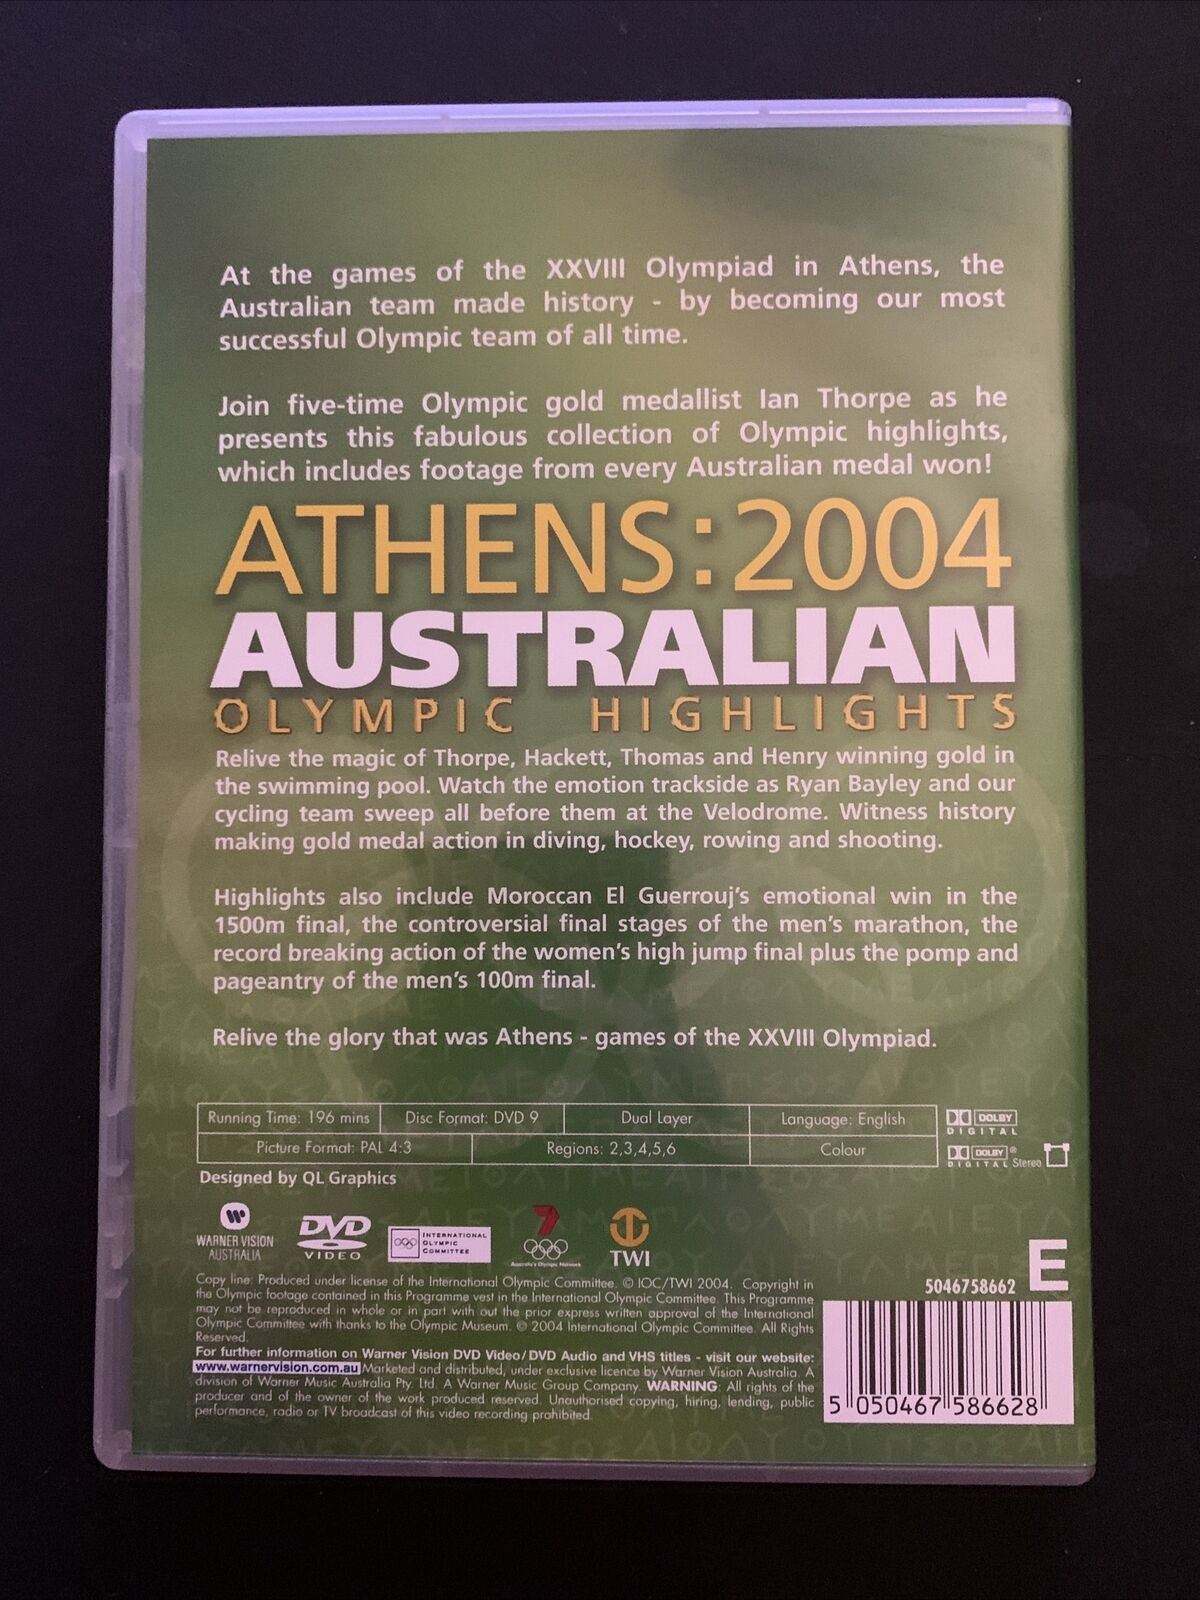 At the games of the XXVIII Olympiad in Athens, the
Australian team made history - by becoming our most
successful Olympic team of all time.
Join five-time Olympic gold medallist Ian Thorpe as he
presents this fabulous collection of Olympic highlights,
which includes footage from every Australian medal won!
ATHENS:2004
AUSTRALIAN
OLYMPIC HIGHLIGHTS
Relive the magic of Thorpe, Hackett, Thomas and Henry winning gold in
the swimming pool. Watch the emotion trackside as Ryan Bayley and our
cycling team sweep all before them at the Velodrome. Witness history
making gold medal action in diving, hockey, rowing and shooting.
Highlights also include Moroccan El Guerrouj's emotional win in the
1500m final, the controversial final stages of the men's marathon, the
record breaking action of the women's high jump final plus the pomp and
pageantry of the men's 100m final.
Relive the glory that was Athens - games of the XXVIII Olympiad.
Running Time: 196 mins Disc Format: DVD 9 Dual Layer Language: English
Picture Format: PAL 4:3 Regions: 2,3,4,5,6 Colour
DOLBY
DIGITAL
DOLBY®
DIGITAL Stereo
Designed by QL Graphics
WARNER VISION
AUSTRALIA
DVD
VIDEO
INTERNATIONAL
OLYMPIC
COMMITTEE
7
Australia's Olympic Network
TWI
E
5046758662
Copy line: Produced under license of the International Olympic Committee. © IOC/TWI 2004. Copyright in
the Olympic footage contained in this Programme vest in the International Olympic Committee. This Programme
may not be reproduced in whole or in part with out the prior express written approval of the International
Olympic Committee with thanks to the Olympic Museum. © 2004 International Olympic Committee. All Rights
Reserved.
For further information on Warner Vision DVD Video/DVD Audio and VHS titles - visit our website:
www.warnervision.com.au Marketed and distributed, under exclusive licence by Warner Vision Australia. A
division of Warner Music Australia Pty. Ltd. A Warner Music Group Company. WARNING: All rights of the
producer and of the owner of the work produced reserved. Unauthorised copying, hiring, lending, public
performance, radio or TV broadcast of this video recording prohibited.
5 050467 586628